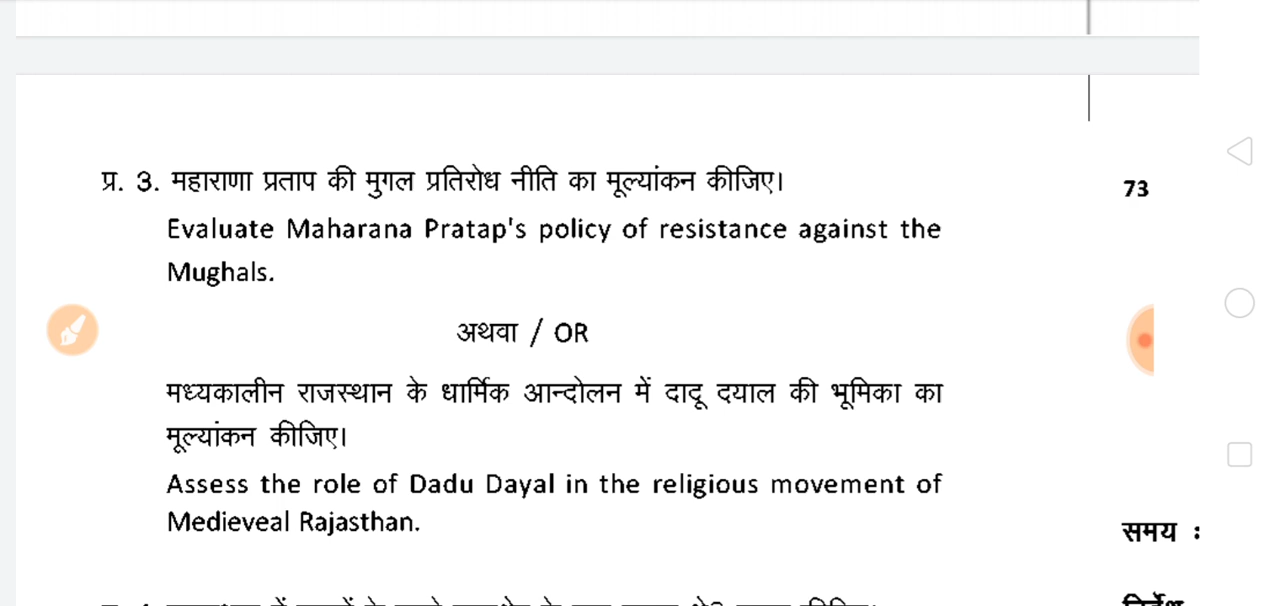 प्र. 3. महाराणा प्रताप की मुगल प्रतिरोध नीति का मूल्यांकन कीजिए।
73
Evaluate Maharana Pratap's policy of resistance against the
Mughals.
अथवा / OR
मध्यकालीन राजस्थान के धार्मिक आन्दोलन में दादू दयाल की भूमिका का
मूल्यांकन कीजिए।
Assess the role of Dadu Dayal in the religious movement of
Medieveal Rajasthan.
समय :